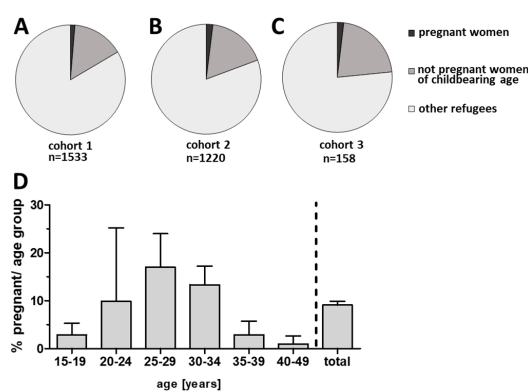 A
B
C
pregnant women
not pregnant women
of childbearing age
other refugees
cohort 1
n=1533
cohort 2
n=1220
cohort 3
n=158
D
% pregnant/ age group
30
20
10
0
15-19 20-24 25-29 30-34 35-39 40-49 total
age [years]